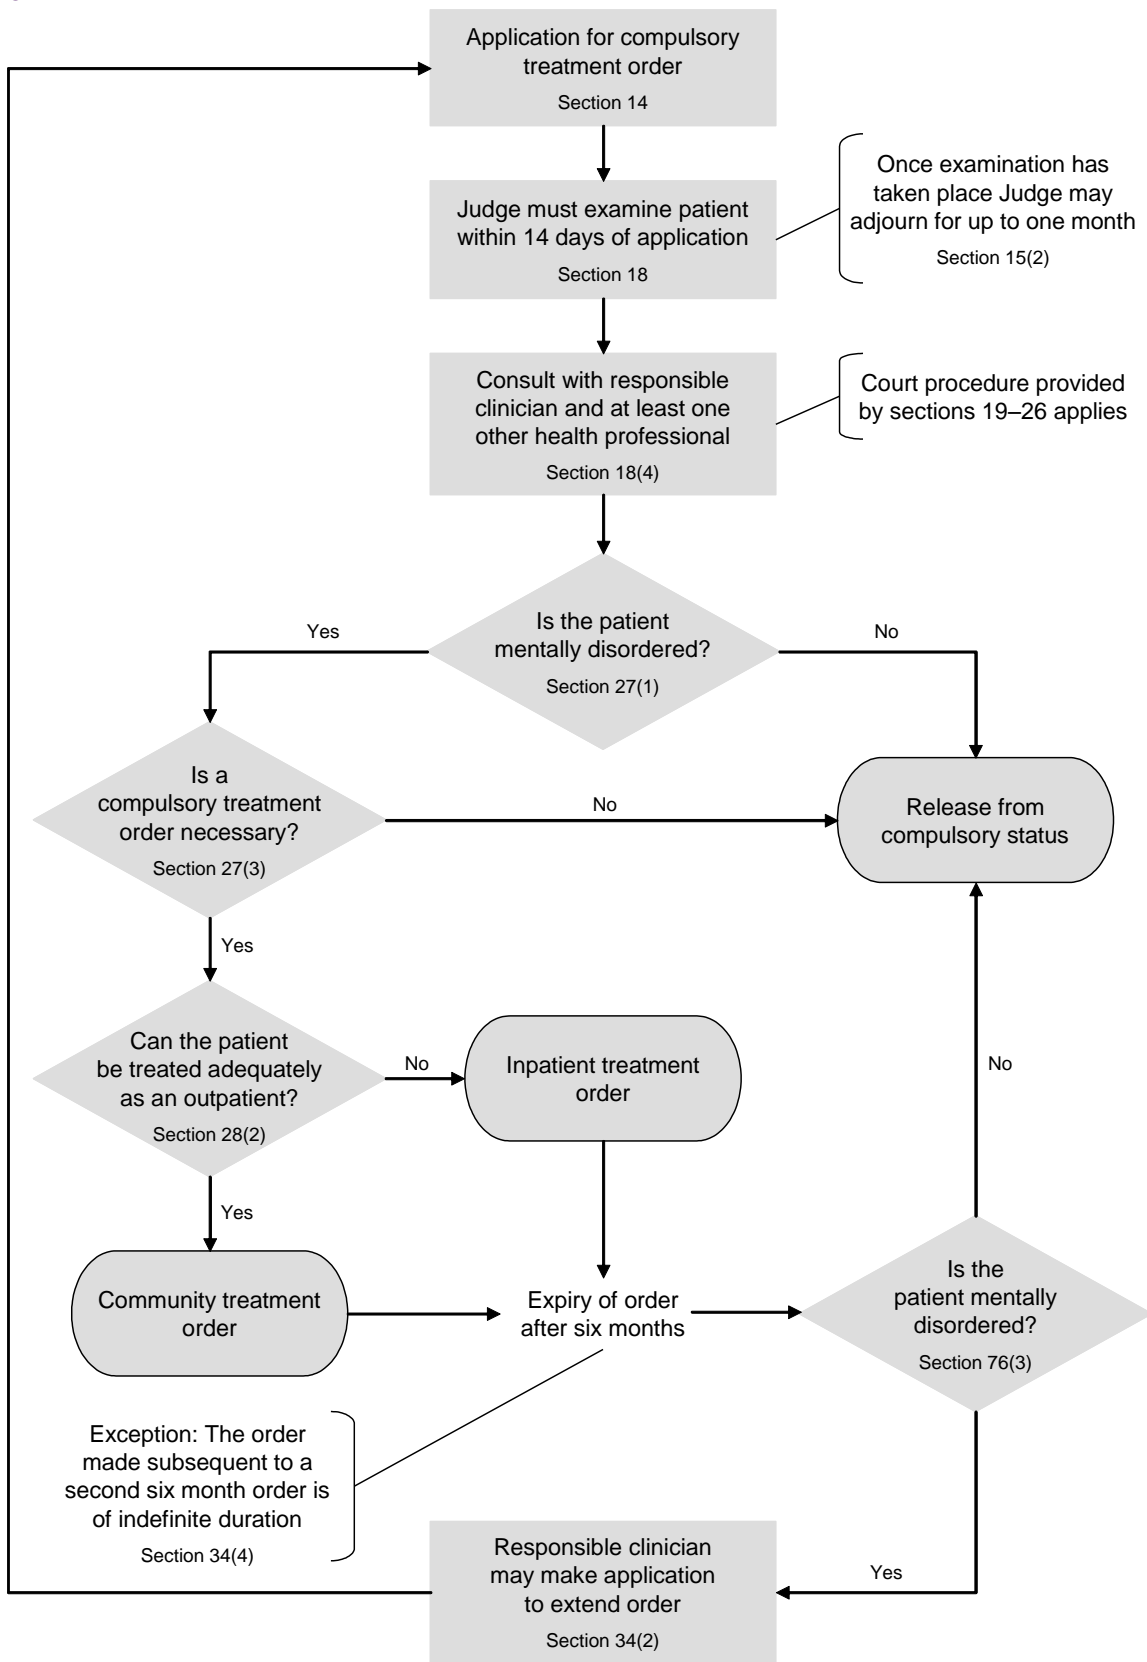 Application for compulsory
treatment order
Section 14
Once examination has
taken place Judge may
adjourn for up to one month
Section 15(2)
Judge must examine patient
within 14 days of application
Section 18
Consult with responsible
clinician and at least one
other health professional
Section 18(4)
Court procedure provided
by sections 19–26 applies
Is the patient
mentally disordered?
Section 27(1)
Yes
No
Is a
compulsory treatment
order necessary?
Section 27(3)
No
Release from
compulsory status
Yes
Can the patient
be treated adequately
as an outpatient?
Section 28(2)
No
Inpatient treatment
order
No
Yes
Community treatment
order
Expiry of order
after six months
Is the
patient mentally
disordered?
Section 76(3)
Exception: The order
made subsequent to a
second six month order is
of indefinite duration
Section 34(4)
Responsible clinician
may make application
to extend order
Section 34(2)
Yes